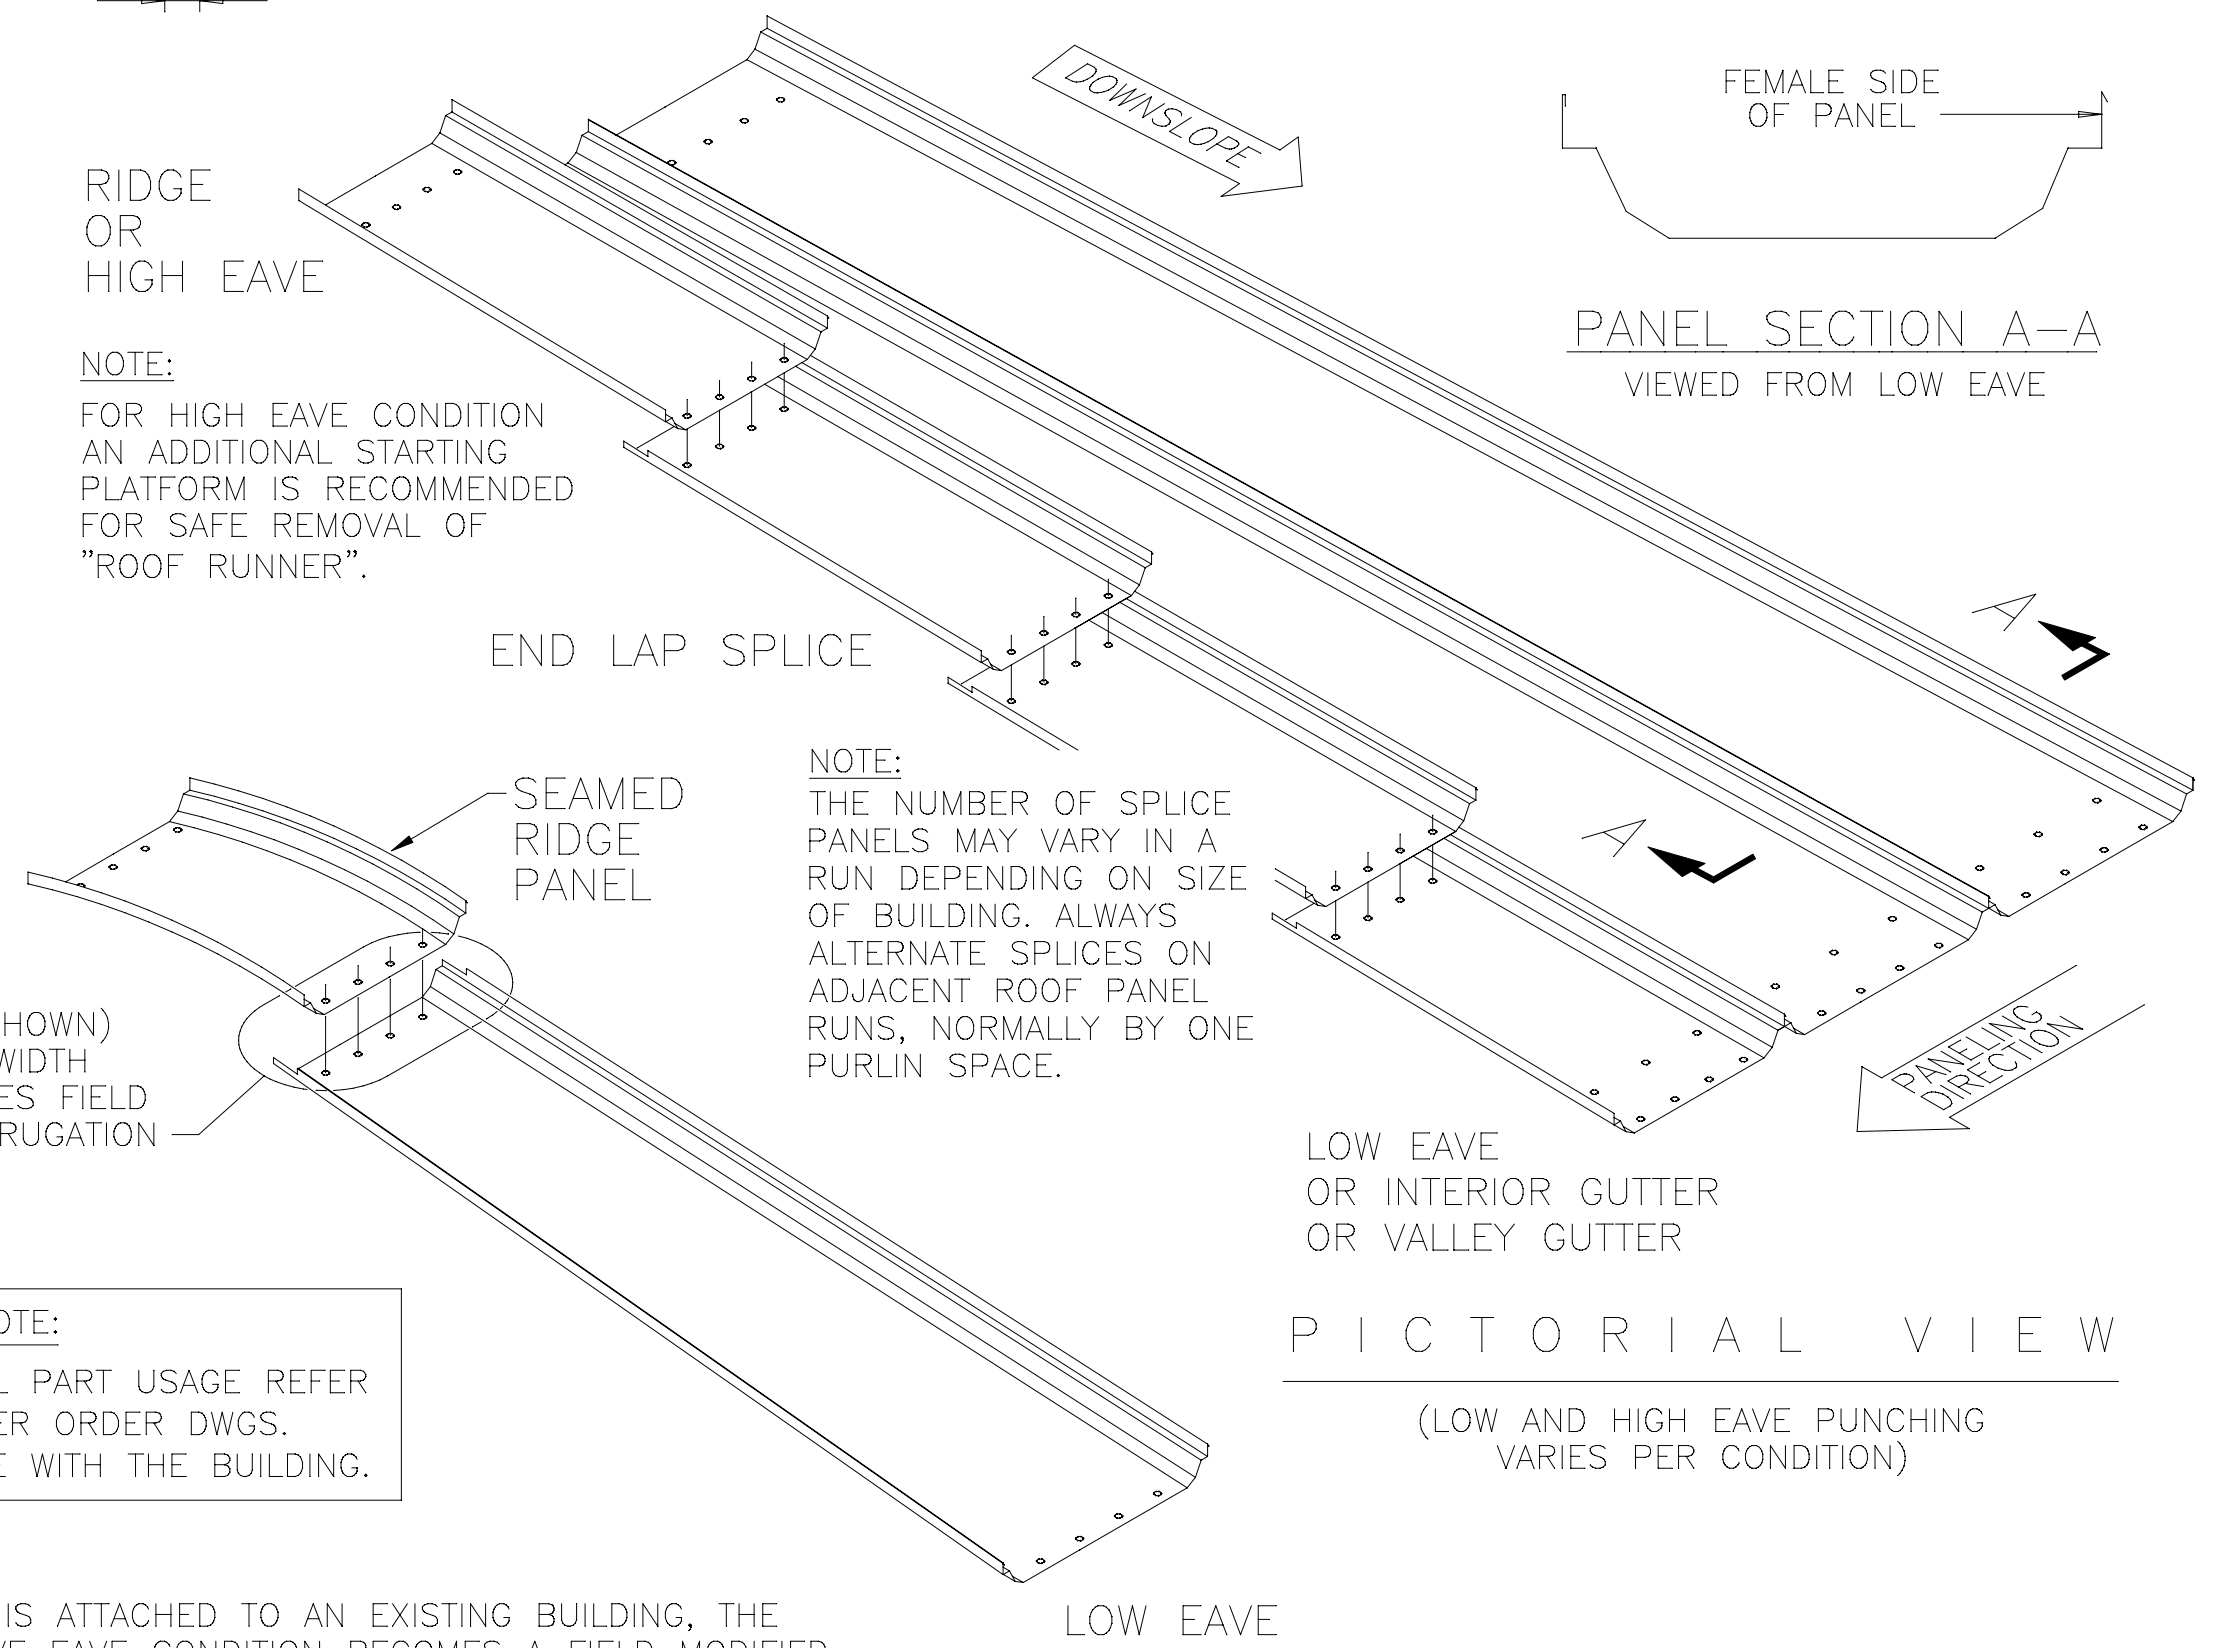 DOWNSLOPE
FEMALE SIDE
OF PANEL
PANEL SECTION A-A
VIEWED FROM LOW EAVE
RIDGE
OR
HIGH EAVE
NOTE:
FOR HIGH EAVE CONDITION
AN ADDITIONAL STARTING
PLATFORM IS RECOMMENDED
FOR SAFE REMOVAL OF
"ROOF RUNNER".
END LAP SPLICE
A
A
SEAMED
RIDGE
PANEL
NOTE:
THE NUMBER OF SPLICE
PANELS MAY VARY IN A
RUN DEPENDING ON SIZE
OF BUILDING. ALWAYS
ALTERNATE SPLICES ON
ADJACENT ROOF PANEL
RUNS, NORMALLY BY ONE
PURLIN SPACE.
HOWN)
WIDTH
ES FIELD
RUGATION
PANELING
DIRECTION
LOW EAVE
OR INTERIOR GUTTER
OR VALLEY GUTTER
PICTORIAL VIEW
(LOW AND HIGH EAVE PUNCHING
VARIES PER CONDITION)
OTE:
L PART USAGE REFER
ER ORDER DWGS.
E WITH THE BUILDING.
IS ATTACHED TO AN EXISTING BUILDING, THE
EAVE CONDITION BECOMES A FIELD MODIFIED
LOW EAVE